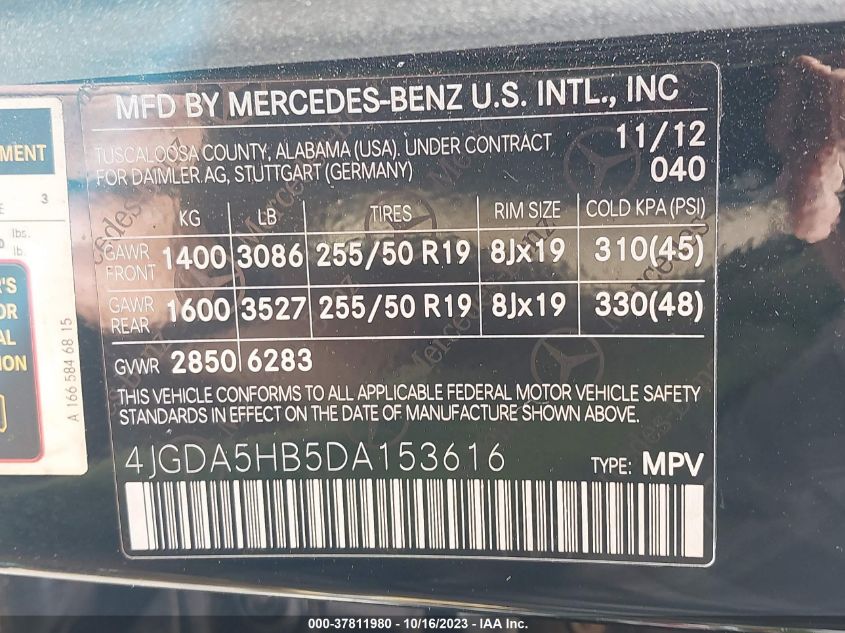 MFD BY MERCEDES-BENZ U.S. INTL., INC
TUSCALOOSA COUNTY, ALABAMA (USA). UNDER CONTRACT 11/12
FOR DAIMLER AG, STUTTGART (GERMANY) 040
KG LB TIRES RIM SIZE COLD KPA (PSI)
GAWR FRONT 1400 3086 255/50 R19 8Jx19 310(45)
GAWR REAR 1600 3527 255/50 R19 8Jx19 330(48)
GVWR 2850 6283
THIS VEHICLE CONFORMS TO ALL APPLICABLE FEDERAL MOTOR VEHICLE SAFETY
STANDARDS IN EFFECT ON THE DATE OF MANUFACTURE SHOWN ABOVE.
4JGDA5HB5DA153616 TYPE: MPV
MENT
3
lbs.
lb.
A 166 584 68 15
000-37811980 - 10/16/2023 - IAA Inc.